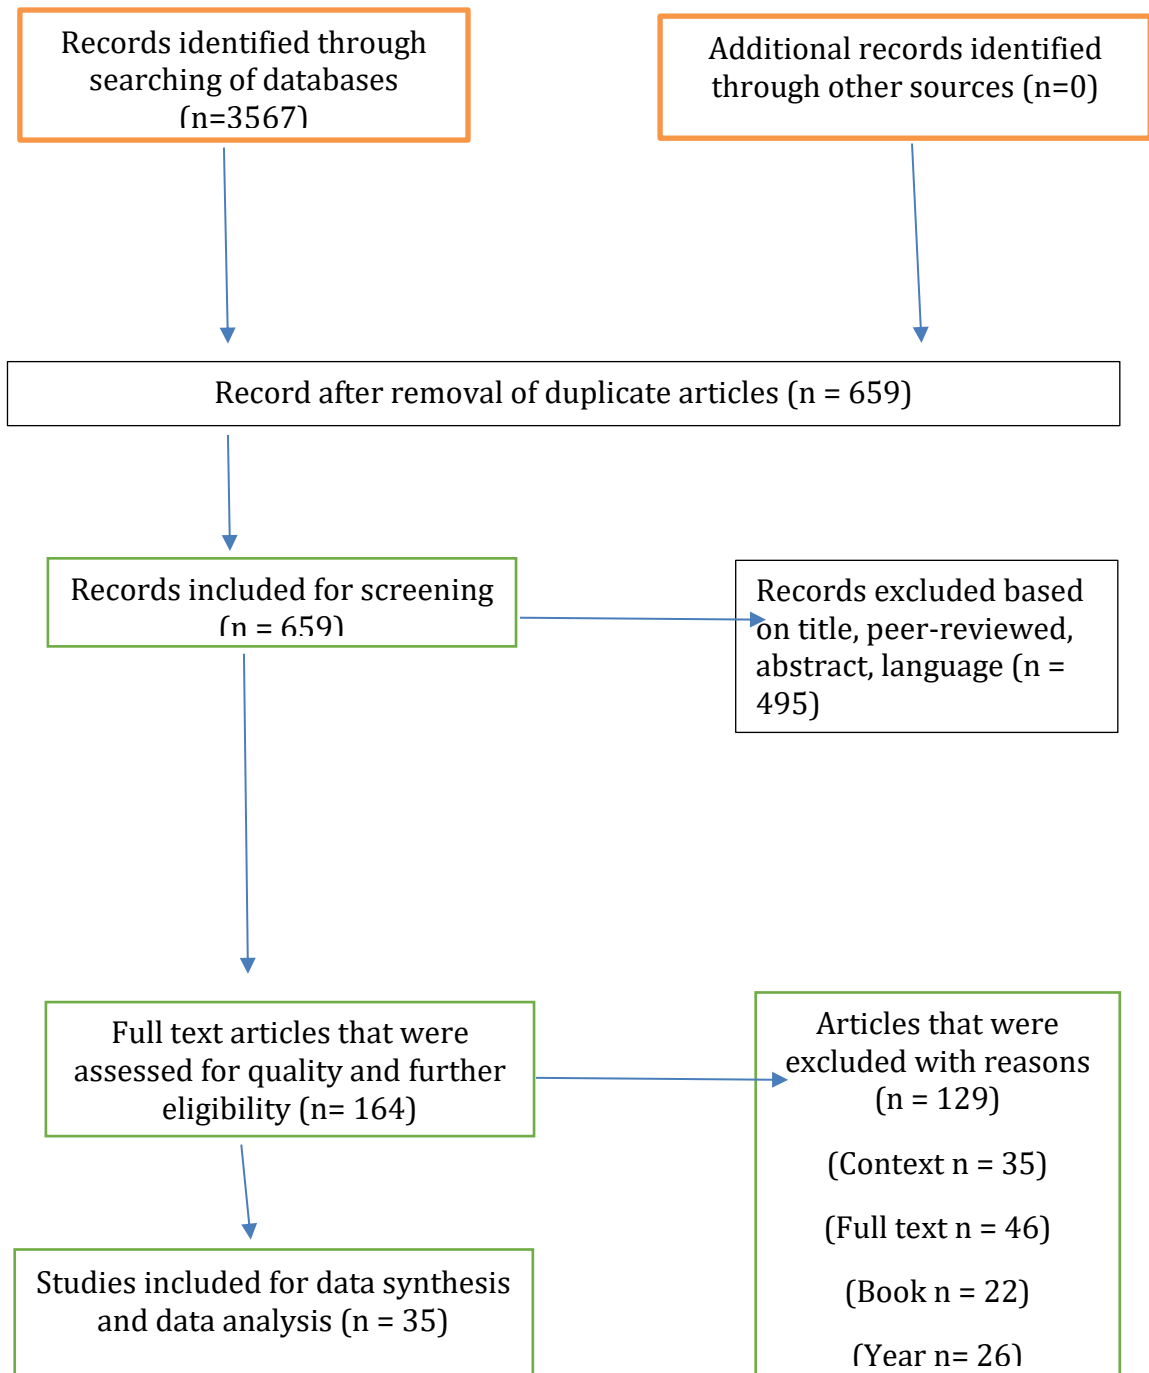 Records identified through
searching of databases
(n=3567)
Additional records identified
through other sources (n=0)
Record after removal of duplicate articles (n = 659)
Records included for screening
(n = 659)
Records excluded based
on title, peer-reviewed,
abstract, language (n =
495)
Full text articles that were
assessed for quality and further
eligibility (n= 164)
Articles that were
excluded with reasons
(n = 129)
(Context n = 35)
(Full text n = 46)
(Book n = 22)
(Year n= 26)
Studies included for data synthesis
and data analysis (n = 35)